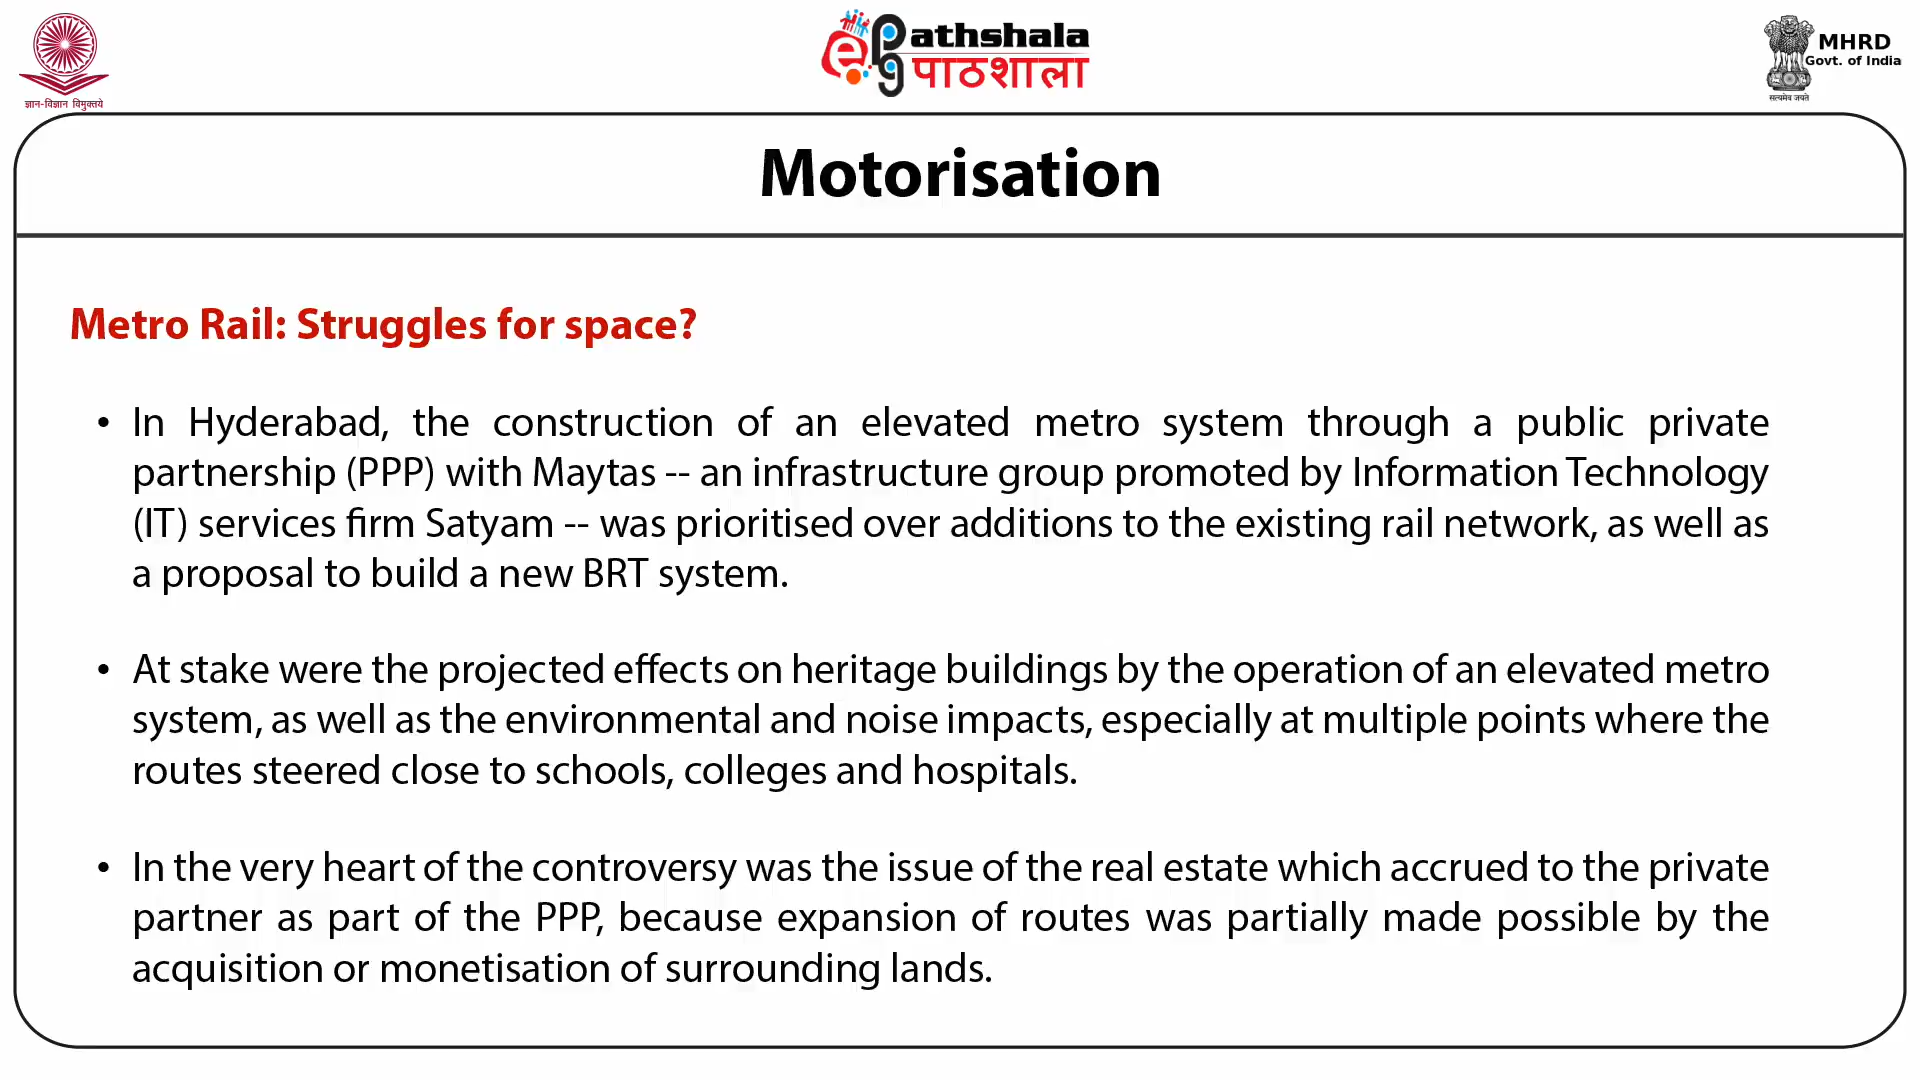 ज्ञान-विज्ञान विमुक्तये
ePathshala
पाठशाला
MHRD
Govt. of India
सत्यमेव जयते
Motorisation
Metro Rail: Struggles for space?
• In Hyderabad, the construction of an elevated metro system through a public private
partnership (PPP) with Maytas -- an infrastructure group promoted by Information Technology
(IT) services firm Satyam -- was prioritised over additions to the existing rail network, as well as
a proposal to build a new BRT system.
• At stake were the projected effects on heritage buildings by the operation of an elevated metro
system, as well as the environmental and noise impacts, especially at multiple points where the
routes steered close to schools, colleges and hospitals.
• In the very heart of the controversy was the issue of the real estate which accrued to the private
partner as part of the PPP, because expansion of routes was partially made possible by the
acquisition or monetisation of surrounding lands.